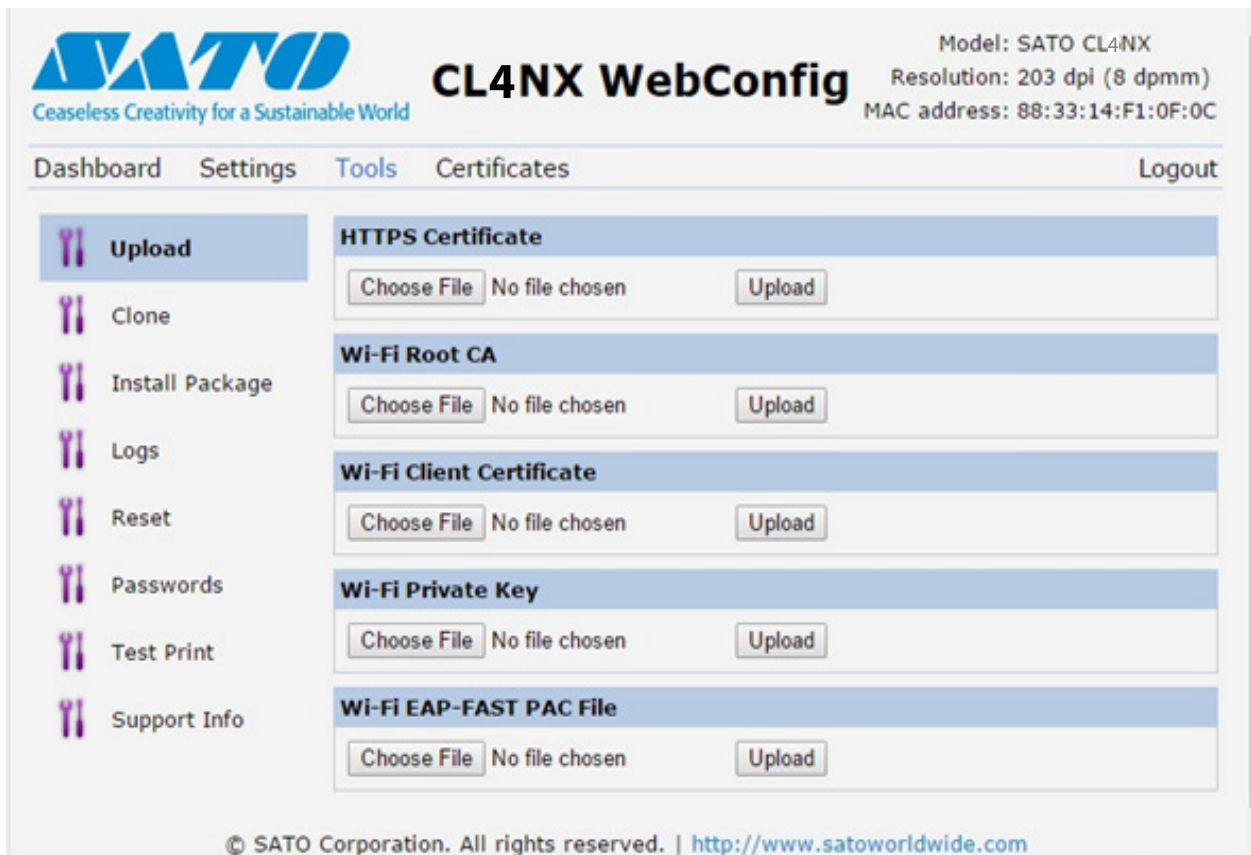 SATO
Ceaseless Creativity for a Sustainable World
CL4NX WebConfig
Model: SATO CL4NX
Resolution: 203 dpi (8 dpmm)
MAC address: 88:33:14:F1:0F:0C
Dashboard Settings Tools Certificates Logout
Upload
Clone
Install Package
Logs
Reset
Passwords
Test Print
Support Info
HTTPS Certificate
Choose File No file chosen Upload
Wi-Fi Root CA
Choose File No file chosen Upload
Wi-Fi Client Certificate
Choose File No file chosen Upload
Wi-Fi Private Key
Choose File No file chosen Upload
Wi-Fi EAP-FAST PAC File
Choose File No file chosen Upload
© SATO Corporation. All rights reserved. | http://www.satoworldwide.com